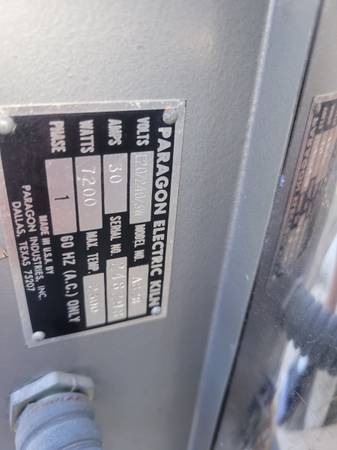 PARAGON ELECTRIC KILN
VOLTS MODEL NO.
AMPS 30 SERIAL NO.
WATTS 7200 MAX. TEMP.
PHASE 1 60 HZ (A.C.) ONLY
MADE IN U.S.A BY
PARAGON INDUSTRIES, INC.
DALLAS, TEXAS 75207